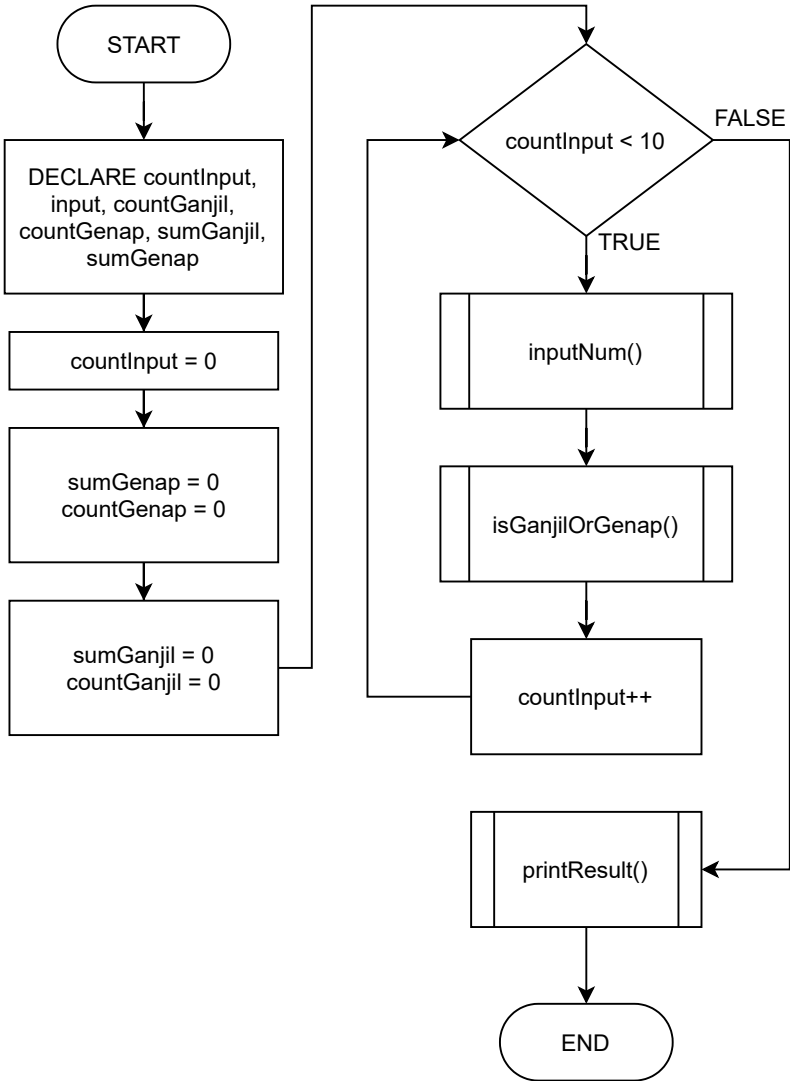 START
DECLARE countInput,
input, countGanjil,
countGenap, sumGanjil,
sumGenap
countInput = 0
sumGenap = 0
countGenap = 0
sumGanjil = 0
countGanjil = 0
countInput < 10
FALSE
TRUE
inputNum()
isGanjilOrGenap()
countInput++
printResult()
END